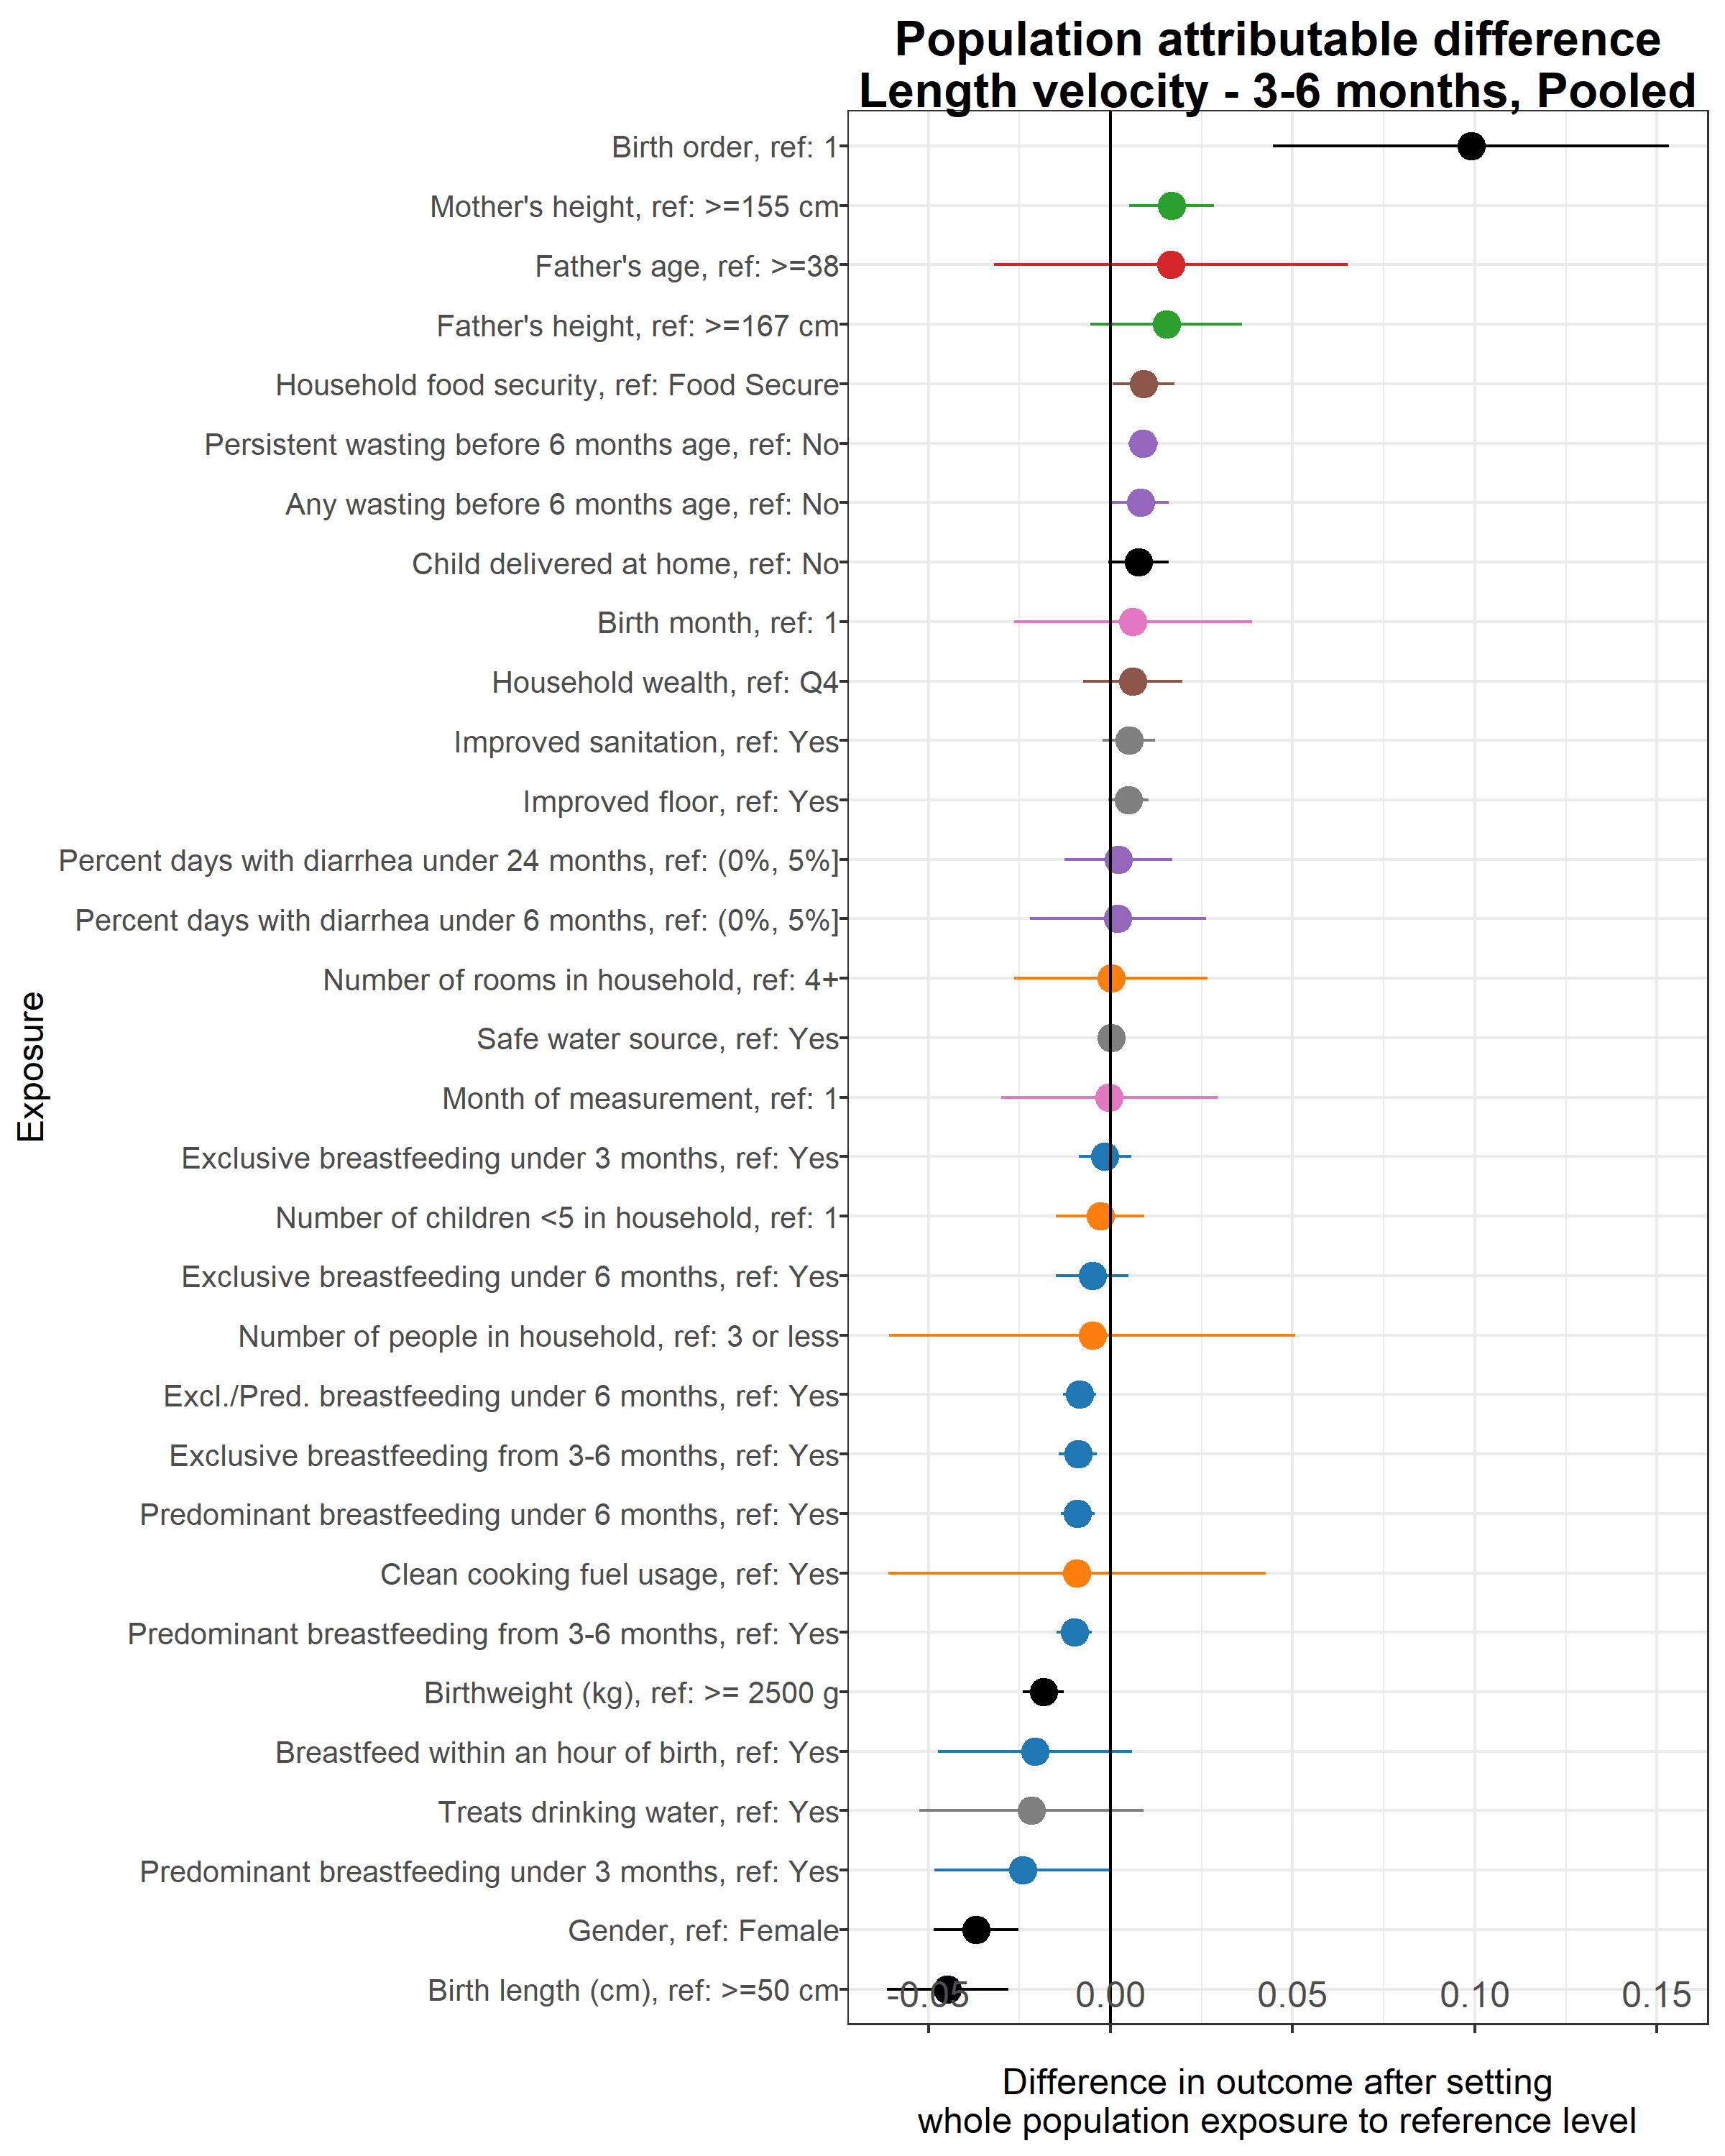 Population attributable difference
Length velocity - 3-6 months, Pooled
Exposure
Birth order, ref: 1
Mother's height, ref: >=155 cm
Father's age, ref: >=38
Father's height, ref: >=167 cm
Household food security, ref: Food Secure
Persistent wasting before 6 months age, ref: No
Any wasting before 6 months age, ref: No
Child delivered at home, ref: No
Birth month, ref: 1
Household wealth, ref: Q4
Improved sanitation, ref: Yes
Improved floor, ref: Yes
Percent days with diarrhea under 24 months, ref: (0%, 5%]
Percent days with diarrhea under 6 months, ref: (0%, 5%]
Number of rooms in household, ref: 4+
Safe water source, ref: Yes
Month of measurement, ref: 1
Exclusive breastfeeding under 3 months, ref: Yes
Number of children <5 in household, ref: 1
Exclusive breastfeeding under 6 months, ref: Yes
Number of people in household, ref: 3 or less
Excl./Pred. breastfeeding under 6 months, ref: Yes
Exclusive breastfeeding from 3-6 months, ref: Yes
Predominant breastfeeding under 6 months, ref: Yes
Clean cooking fuel usage, ref: Yes
Predominant breastfeeding from 3-6 months, ref: Yes
Birthweight (kg), ref: >= 2500 g
Breastfeed within an hour of birth, ref: Yes
Treats drinking water, ref: Yes
Predominant breastfeeding under 3 months, ref: Yes
Gender, ref: Female
Birth length (cm), ref: >=50 cm
-0.05 0.00 0.05 0.10 0.15
Difference in outcome after setting
whole population exposure to reference level